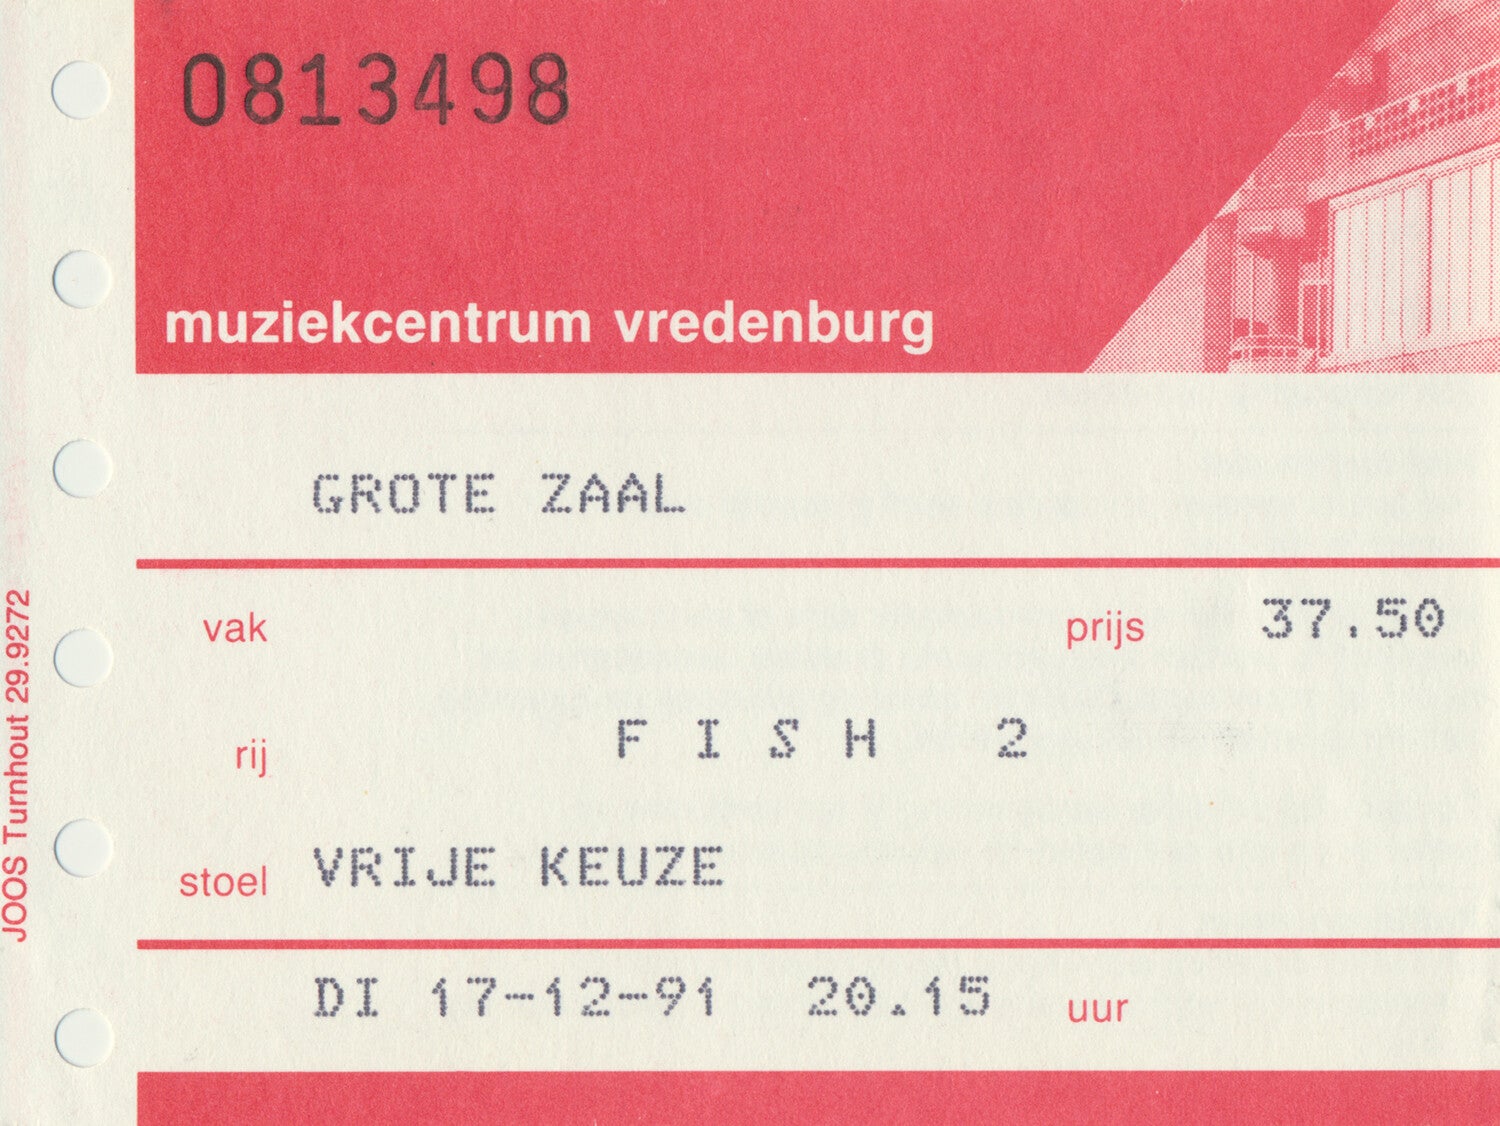 0813498
muziekcentrum vredenburg
GROTE ZAAL
vak
prijs 37.50
rij F I S H 2
stoel VRIJE KEUZE
DI 17-12-91 20.15 uur
JOOS Turnhout 29.9272